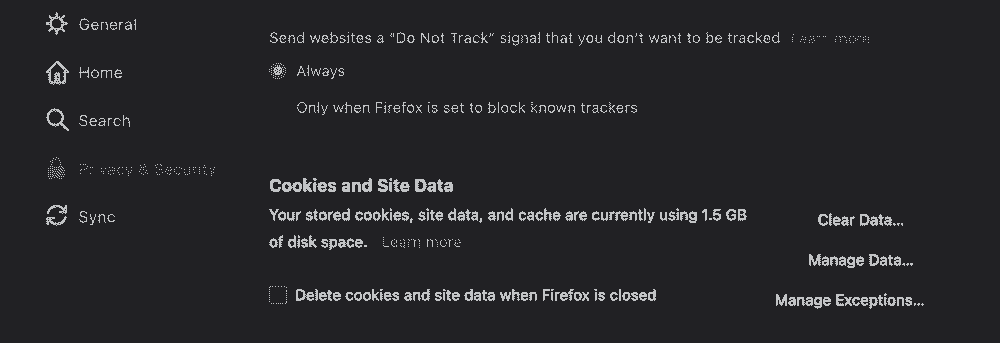 General
Home
Search
Privacy & Security
Sync
Send websites a “Do Not Track” signal that you don’t want to be tracked Learn more
Always
Only when Firefox is set to block known trackers
Cookies and Site Data
Your stored cookies, site data, and cache are currently using 1.5 GB
of disk space. Learn more
Delete cookies and site data when Firefox is closed
Clear Data...
Manage Data...
Manage Exceptions...